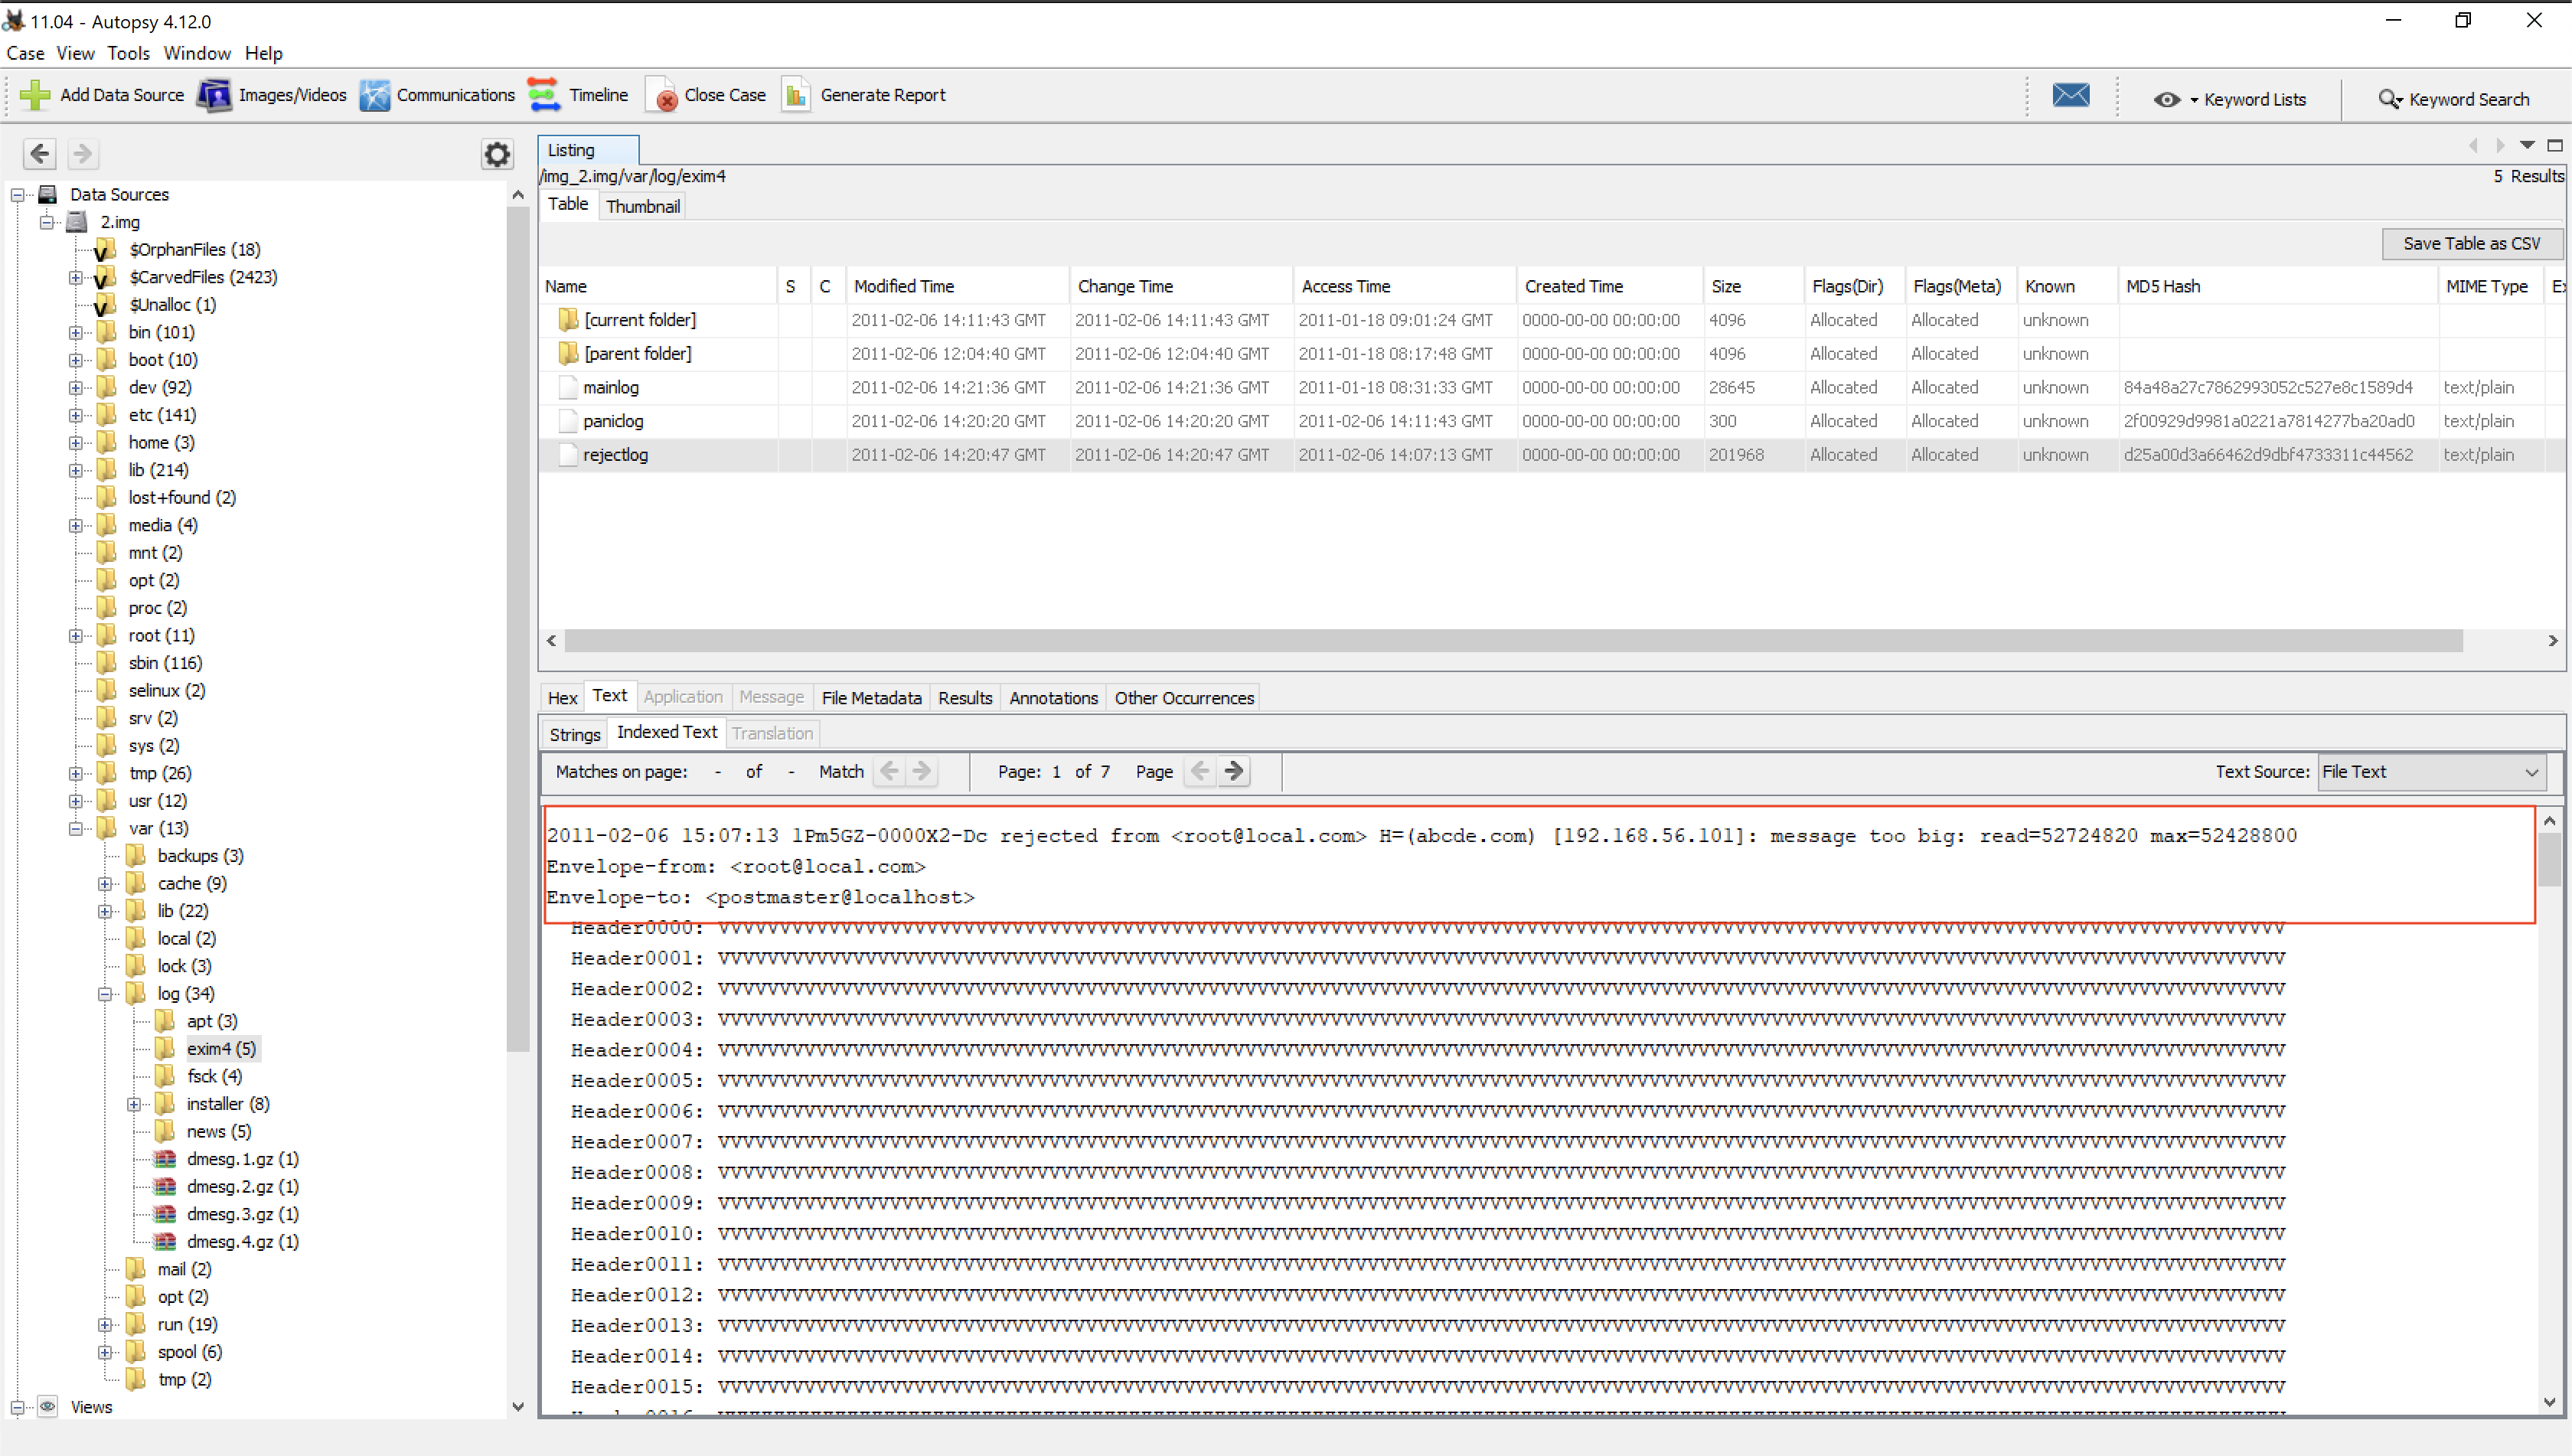 11.04 - Autopsy 4.12.0
Case View Tools Window Help
Add Data Source Images/Videos Communications Timeline Close Case Generate Report Keyword Lists Keyword Search
Data Sources
2.img
$OrphanFiles (18)
$CarvedFiles (2423)
$Unalloc (1)
bin (101)
boot (10)
dev (92)
etc (141)
home (3)
lib (214)
lost+found (2)
media (4)
mnt (2)
opt (2)
proc (2)
root (11)
sbin (116)
selinux (2)
srv (2)
sys (2)
tmp (26)
usr (12)
var (13)
backups (3)
cache (9)
lib (22)
local (2)
lock (3)
log (34)
apt (3)
exim4 (5)
fsck (4)
installer (8)
news (5)
dmesg.1.gz (1)
dmesg.2.gz (1)
dmesg.3.gz (1)
dmesg.4.gz (1)
mail (2)
opt (2)
run (19)
spool (6)
tmp (2)
Views
Listing
/img_2.img/var/log/exim4 5 Results
Table Thumbnail
Save Table as CSV
Name S C Modified Time Change Time Access Time Created Time Size Flags(Dir) Flags(Meta) Known MD5 Hash MIME Type Ex
[current folder] 2011-02-06 14:11:43 GMT 2011-02-06 14:11:43 GMT 2011-01-18 09:01:24 GMT 0000-00-00 00:00:00 4096 Allocated Allocated unknown
[parent folder] 2011-02-06 12:04:40 GMT 2011-02-06 12:04:40 GMT 2011-01-18 08:17:48 GMT 0000-00-00 00:00:00 4096 Allocated Allocated unknown
mainlog 2011-02-06 14:21:36 GMT 2011-02-06 14:21:36 GMT 2011-01-18 08:31:33 GMT 0000-00-00 00:00:00 28645 Allocated Allocated unknown 84a48a27c7862993052c527e8c1589d4 text/plain
paniclog 2011-02-06 14:20:20 GMT 2011-02-06 14:20:20 GMT 2011-02-06 14:11:43 GMT 0000-00-00 00:00:00 300 Allocated Allocated unknown 2f00929d9981a0221a7814277ba20ad0 text/plain
rejectlog 2011-02-06 14:20:47 GMT 2011-02-06 14:20:47 GMT 2011-02-06 14:07:13 GMT 0000-00-00 00:00:00 201968 Allocated Allocated unknown d25a00d3a66462d9dbf4733311c44562 text/plain
Hex Text Application Message File Metadata Results Annotations Other Occurrences
Strings Indexed Text Translation
Matches on page: - of - Match Page: 1 of 7 Page Text Source: File Text
2011-02-06 15:07:13 1Pm5GZ-0000X2-Dc rejected from <root@local.com> H=(abcde.com) [192.168.56.101]: message too big: read=52724820 max=52428800
Envelope-from: <root@local.com>
Envelope-to: <postmaster@localhost>
Header0000: VVVVVVVVVVVVVVVVVVVVVVVVVVVVVVVVVVVVVVVVVVVVVVVVVVVVVVVVVVVVVVVVVVVVVVVVVVVVVVVVVVVVVVVVVVVVVVVVVVVVVVVVVVVVVVVVVVVVVVVVVVVVVVVV
Header0001: VVVVVVVVVVVVVVVVVVVVVVVVVVVVVVVVVVVVVVVVVVVVVVVVVVVVVVVVVVVVVVVVVVVVVVVVVVVVVVVVVVVVVVVVVVVVVVVVVVVVVVVVVVVVVVVVVVVVVVVVVVVVVVVV
Header0002: VVVVVVVVVVVVVVVVVVVVVVVVVVVVVVVVVVVVVVVVVVVVVVVVVVVVVVVVVVVVVVVVVVVVVVVVVVVVVVVVVVVVVVVVVVVVVVVVVVVVVVVVVVVVVVVVVVVVVVVVVVVVVVVV
Header0003: VVVVVVVVVVVVVVVVVVVVVVVVVVVVVVVVVVVVVVVVVVVVVVVVVVVVVVVVVVVVVVVVVVVVVVVVVVVVVVVVVVVVVVVVVVVVVVVVVVVVVVVVVVVVVVVVVVVVVVVVVVVVVVVV
Header0004: VVVVVVVVVVVVVVVVVVVVVVVVVVVVVVVVVVVVVVVVVVVVVVVVVVVVVVVVVVVVVVVVVVVVVVVVVVVVVVVVVVVVVVVVVVVVVVVVVVVVVVVVVVVVVVVVVVVVVVVVVVVVVVVV
Header0005: VVVVVVVVVVVVVVVVVVVVVVVVVVVVVVVVVVVVVVVVVVVVVVVVVVVVVVVVVVVVVVVVVVVVVVVVVVVVVVVVVVVVVVVVVVVVVVVVVVVVVVVVVVVVVVVVVVVVVVVVVVVVVVVV
Header0006: VVVVVVVVVVVVVVVVVVVVVVVVVVVVVVVVVVVVVVVVVVVVVVVVVVVVVVVVVVVVVVVVVVVVVVVVVVVVVVVVVVVVVVVVVVVVVVVVVVVVVVVVVVVVVVVVVVVVVVVVVVVVVVVV
Header0007: VVVVVVVVVVVVVVVVVVVVVVVVVVVVVVVVVVVVVVVVVVVVVVVVVVVVVVVVVVVVVVVVVVVVVVVVVVVVVVVVVVVVVVVVVVVVVVVVVVVVVVVVVVVVVVVVVVVVVVVVVVVVVVVV
Header0008: VVVVVVVVVVVVVVVVVVVVVVVVVVVVVVVVVVVVVVVVVVVVVVVVVVVVVVVVVVVVVVVVVVVVVVVVVVVVVVVVVVVVVVVVVVVVVVVVVVVVVVVVVVVVVVVVVVVVVVVVVVVVVVVV
Header0009: VVVVVVVVVVVVVVVVVVVVVVVVVVVVVVVVVVVVVVVVVVVVVVVVVVVVVVVVVVVVVVVVVVVVVVVVVVVVVVVVVVVVVVVVVVVVVVVVVVVVVVVVVVVVVVVVVVVVVVVVVVVVVVVV
Header0010: VVVVVVVVVVVVVVVVVVVVVVVVVVVVVVVVVVVVVVVVVVVVVVVVVVVVVVVVVVVVVVVVVVVVVVVVVVVVVVVVVVVVVVVVVVVVVVVVVVVVVVVVVVVVVVVVVVVVVVVVVVVVVVVV
Header0011: VVVVVVVVVVVVVVVVVVVVVVVVVVVVVVVVVVVVVVVVVVVVVVVVVVVVVVVVVVVVVVVVVVVVVVVVVVVVVVVVVVVVVVVVVVVVVVVVVVVVVVVVVVVVVVVVVVVVVVVVVVVVVVVV
Header0012: VVVVVVVVVVVVVVVVVVVVVVVVVVVVVVVVVVVVVVVVVVVVVVVVVVVVVVVVVVVVVVVVVVVVVVVVVVVVVVVVVVVVVVVVVVVVVVVVVVVVVVVVVVVVVVVVVVVVVVVVVVVVVVVV
Header0013: VVVVVVVVVVVVVVVVVVVVVVVVVVVVVVVVVVVVVVVVVVVVVVVVVVVVVVVVVVVVVVVVVVVVVVVVVVVVVVVVVVVVVVVVVVVVVVVVVVVVVVVVVVVVVVVVVVVVVVVVVVVVVVVV
Header0014: VVVVVVVVVVVVVVVVVVVVVVVVVVVVVVVVVVVVVVVVVVVVVVVVVVVVVVVVVVVVVVVVVVVVVVVVVVVVVVVVVVVVVVVVVVVVVVVVVVVVVVVVVVVVVVVVVVVVVVVVVVVVVVVV
Header0015: VVVVVVVVVVVVVVVVVVVVVVVVVVVVVVVVVVVVVVVVVVVVVVVVVVVVVVVVVVVVVVVVVVVVVVVVVVVVVVVVVVVVVVVVVVVVVVVVVVVVVVVVVVVVVVVVVVVVVVVVVVVVVVVV